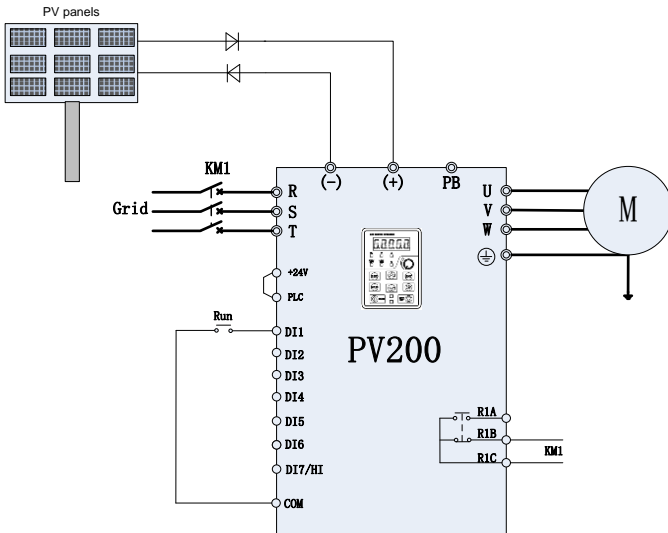 PV panels
KM1
(-)
(+)
PB
R
S
T
Grid
U
V
W
M
+24V
PLC
Run
DI1
DI2
DI3
DI4
DI5
DI6
DI7/HI
COM
PV200
R1A
R1B
R1C
KM1